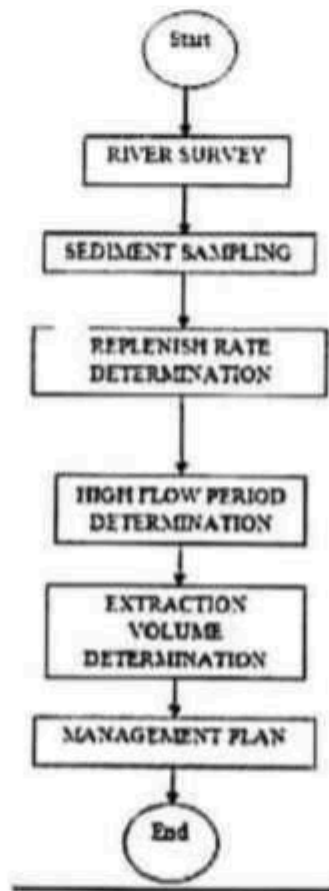 Start
RIVER SURVEY
SEDIMENT SAMPLING
REPLENISH RATE
DETERMINATION
HIGH FLOW PERIOD
DETERMINATION
EXTRACTION
VOLUME
DETERMINATION
MANAGEMENT PLAN
End